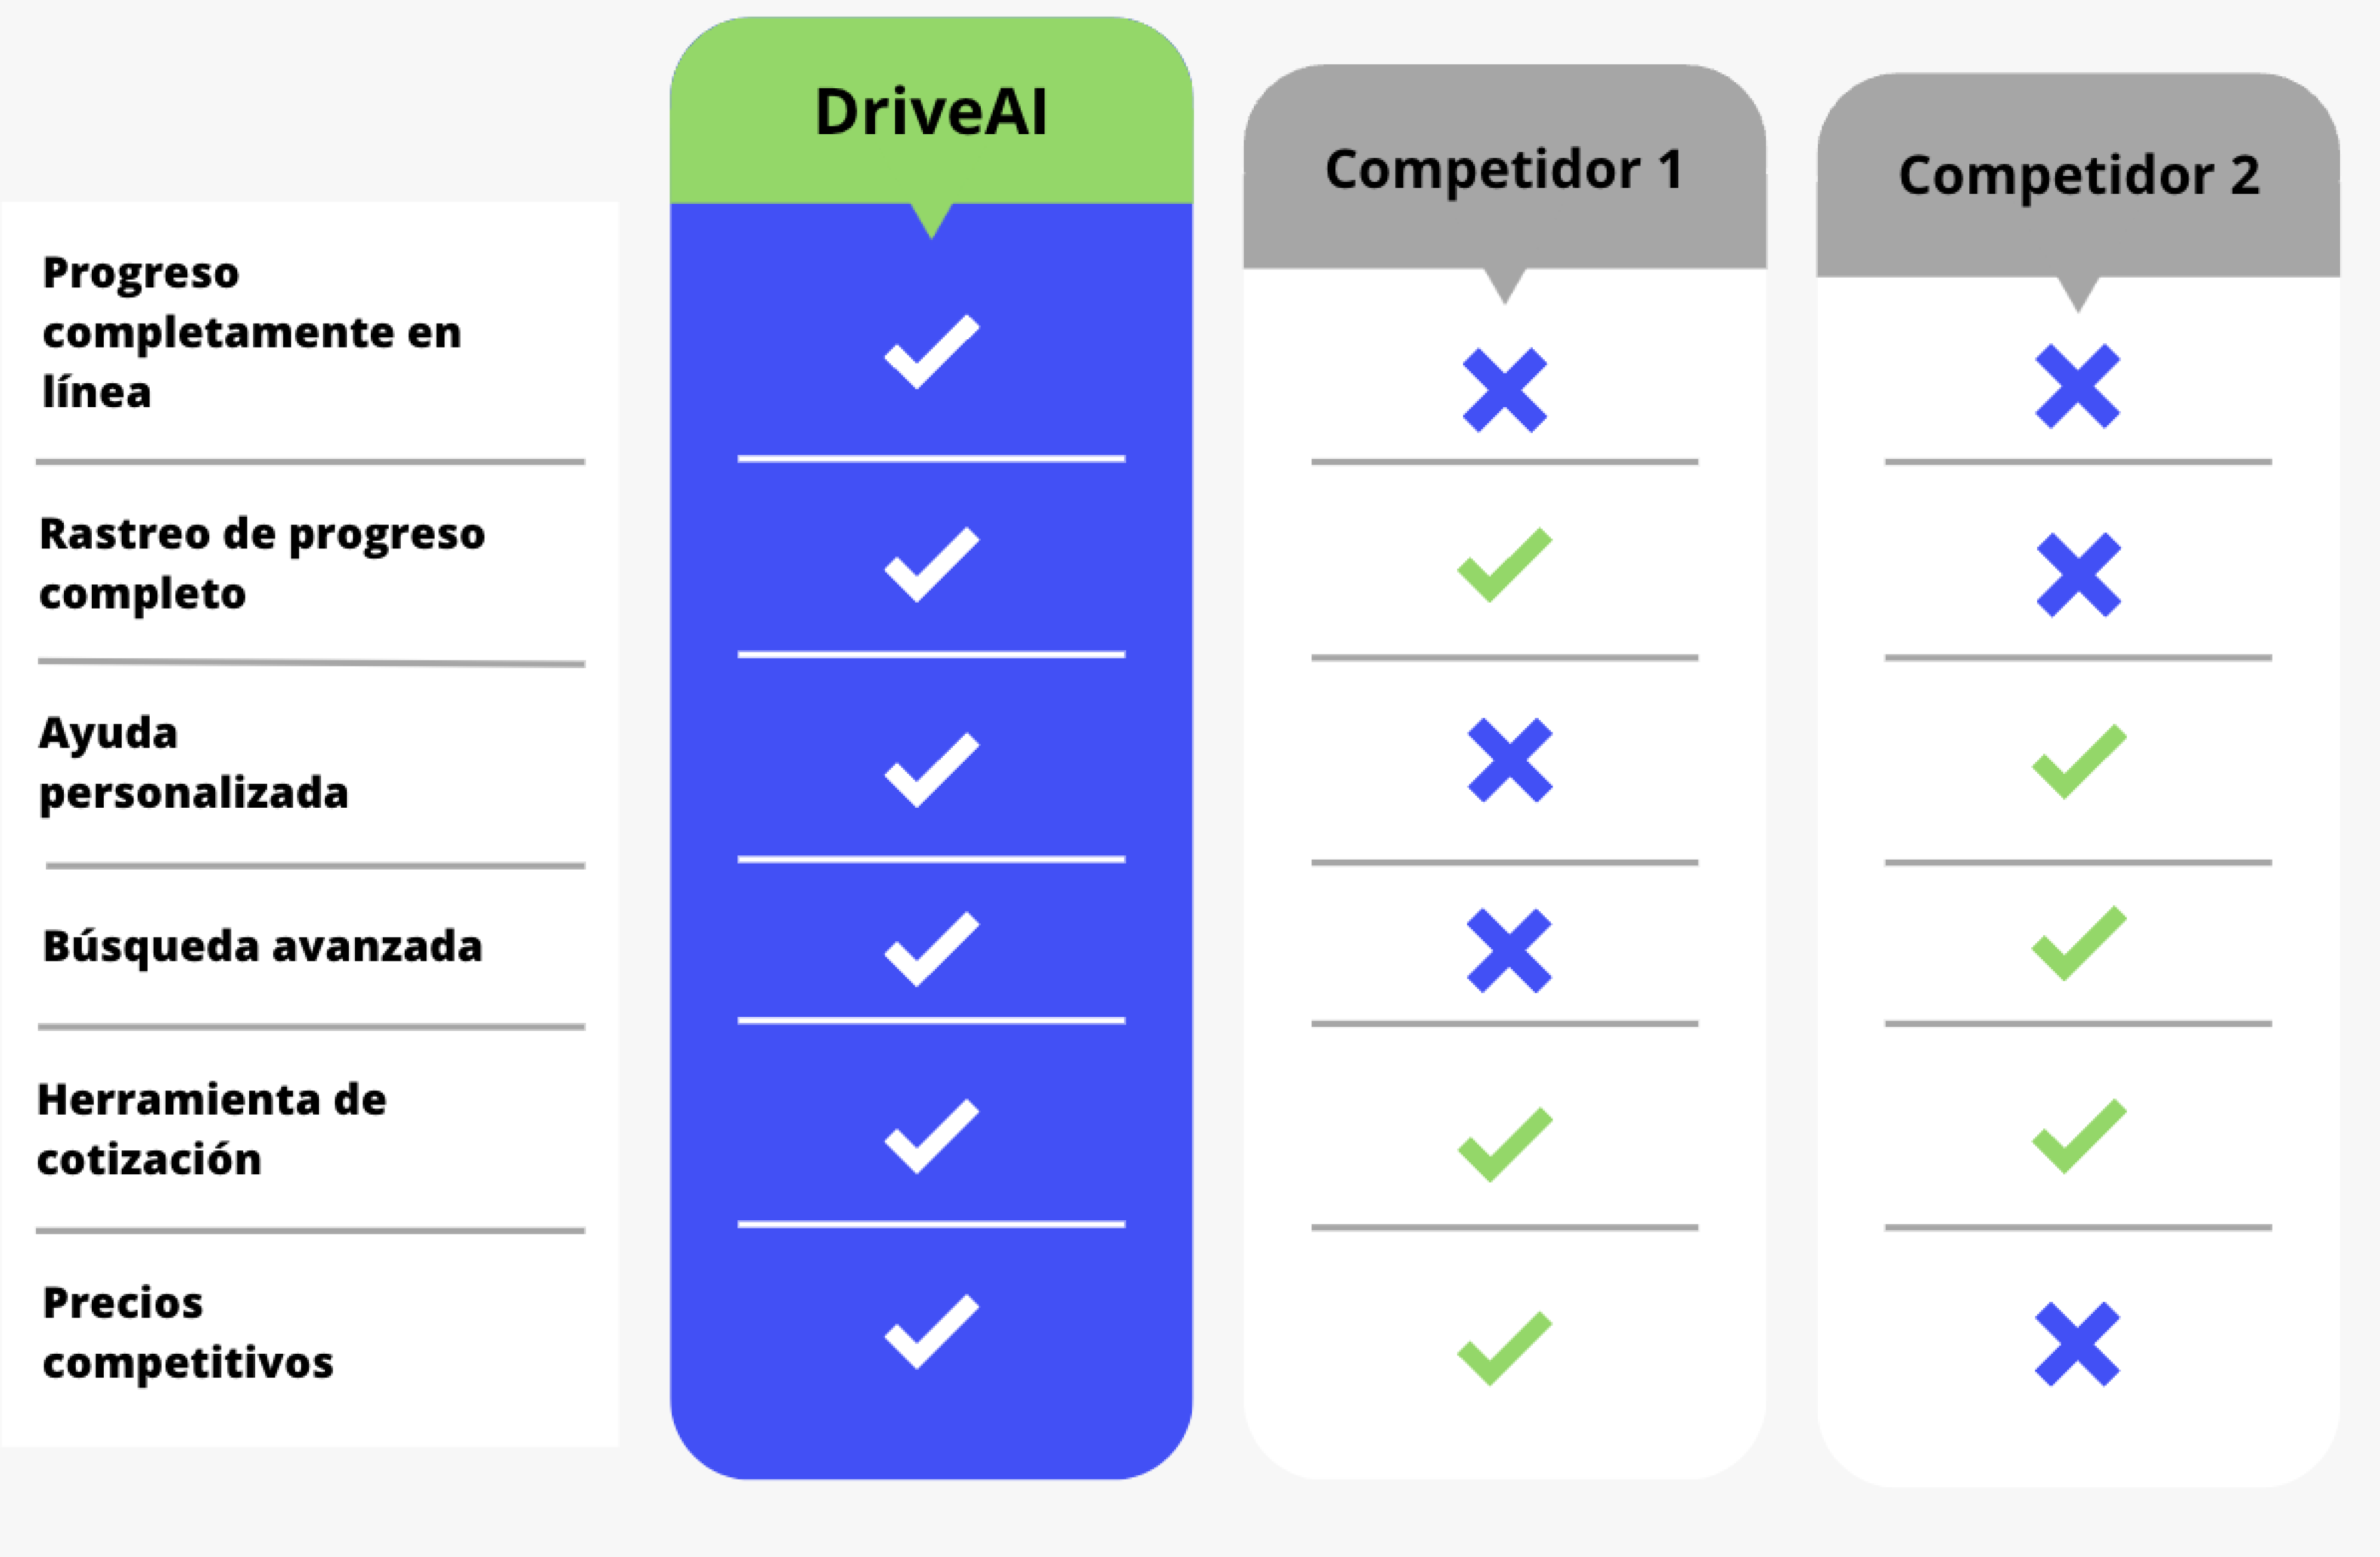 DriveAI
Competidor 1
Competidor 2
Progreso
completamente en
línea
Rastreo de progreso
completo
Ayuda
personalizada
Búsqueda avanzada
Herramienta de
cotización
Precios
competitivos